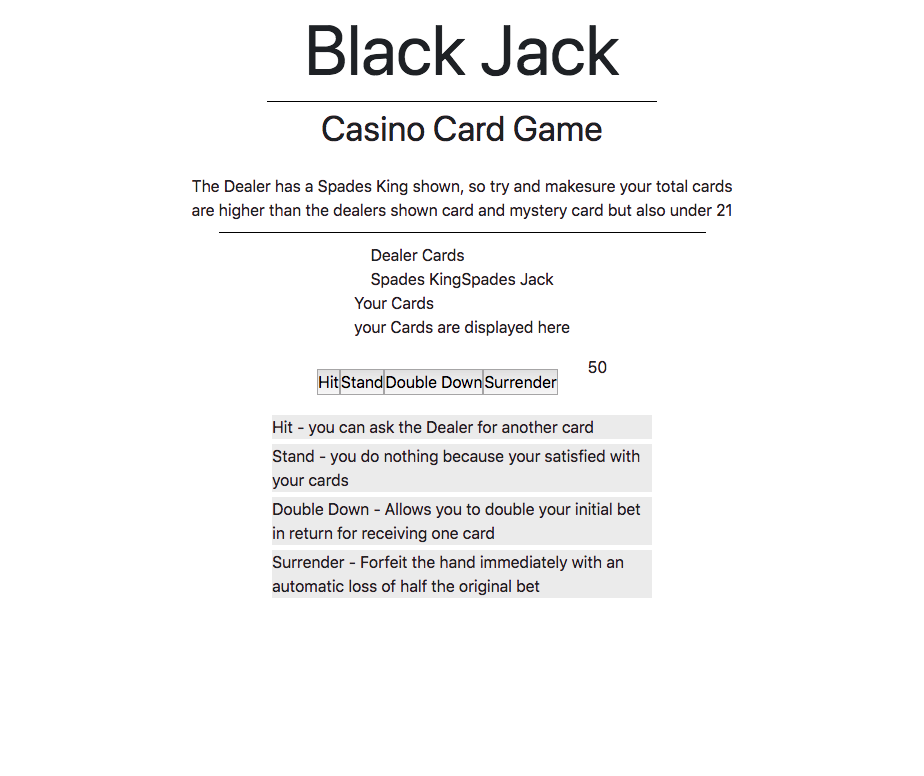 Black Jack
Casino Card Game
The Dealer has a Spades King shown, so try and makesure your total cards
are higher than the dealers shown card and mystery card but also under 21
Dealer Cards
Spades KingSpades Jack
Your Cards
your Cards are displayed here
50
Hit Stand Double Down Surrender
Hit - you can ask the Dealer for another card
Stand - you do nothing because your satisfied with
your cards
Double Down - Allows you to double your initial bet
in return for receiving one card
Surrender - Forfeit the hand immediately with an
automatic loss of half the original bet